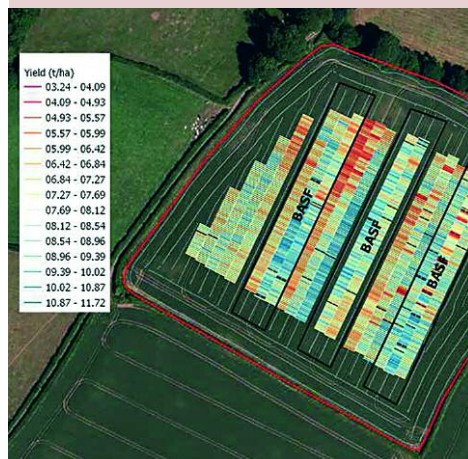 Yield (t/ha)
03.24 - 04.09
04.09 - 04.93
04.93 - 05.57
05.57 - 05.99
05.99 - 06.42
06.42 - 06.84
06.84 - 07.27
07.27 - 07.69
07.69 - 08.12
08.12 - 08.54
08.54 - 08.96
08.96 - 09.39
09.39 - 10.02
10.02 - 10.87
10.87 - 11.72
BASF
BASF
BASF